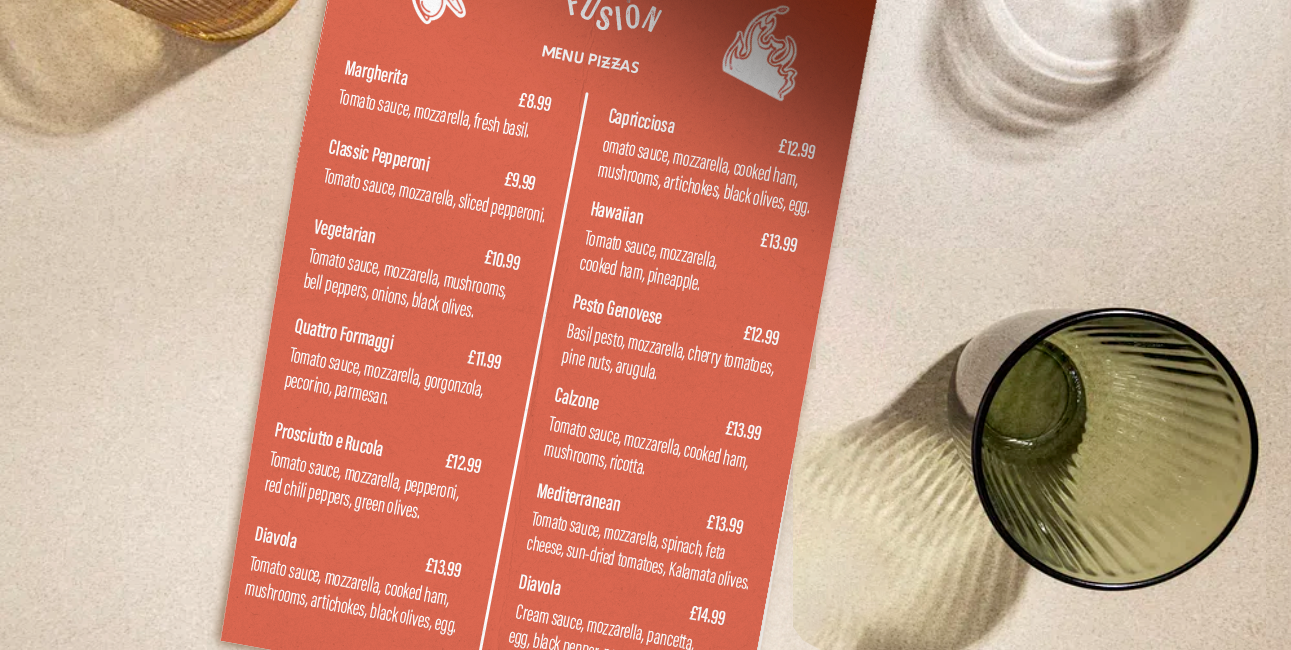 FUSION
MENU PIZZAS
Margherita
£8.99
Tomato sauce, mozzarella, fresh basil.
Classic Pepperoni
£9.99
Tomato sauce, mozzarella, sliced pepperoni.
Vegetarian
£10.99
Tomato sauce, mozzarella, mushrooms,
bell peppers, onions, black olives.
Quattro Formaggi
£11.99
Tomato sauce, mozzarella, gorgonzola,
pecorino, parmesan.
Prosciutto e Rucola
£12.99
Tomato sauce, mozzarella, pepperoni,
red chili peppers, green olives.
Diavola
£13.99
Tomato sauce, mozzarella, cooked ham,
mushrooms, artichokes, black olives, egg.
Capricciosa
£12.99
omato sauce, mozzarella, cooked ham,
mushrooms, artichokes, black olives, egg.
Hawaiian
£13.99
Tomato sauce, mozzarella,
cooked ham, pineapple.
Pesto Genovese
£12.99
Basil pesto, mozzarella, cherry tomatoes,
pine nuts, arugula.
Calzone
£13.99
Tomato sauce, mozzarella, cooked ham,
mushrooms, ricotta.
Mediterranean
£13.99
Tomato sauce, mozzarella, spinach, feta
cheese, sun-dried tomatoes, Kalamata olives.
Diavola
£14.99
Cream sauce, mozzarella, pancetta,
egg, black pepper